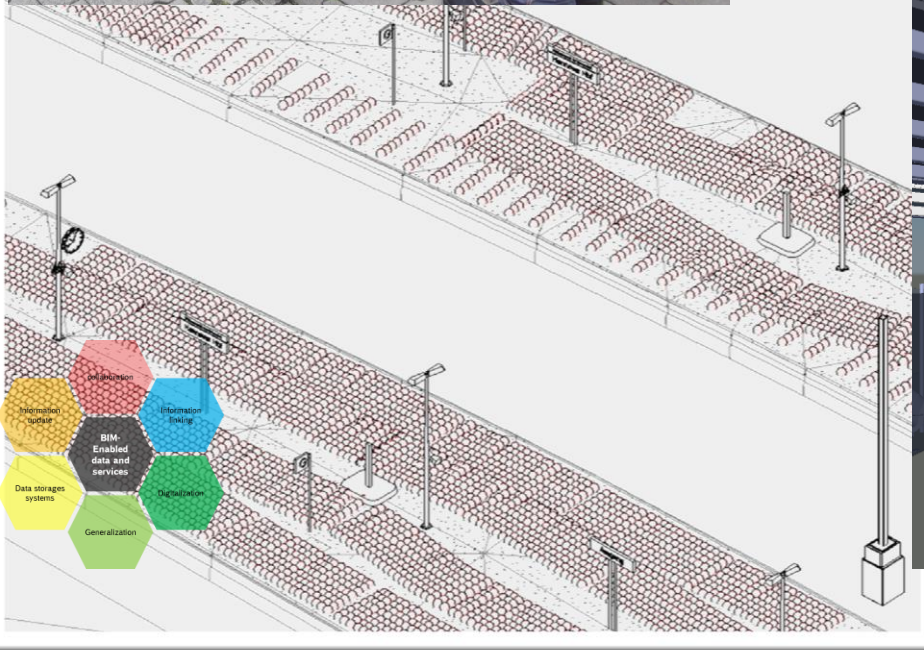 collaboration
Information
update
Information
linking
BIM-
Enabled
data and
services
Data storages
systems
Digitalization
Generalization